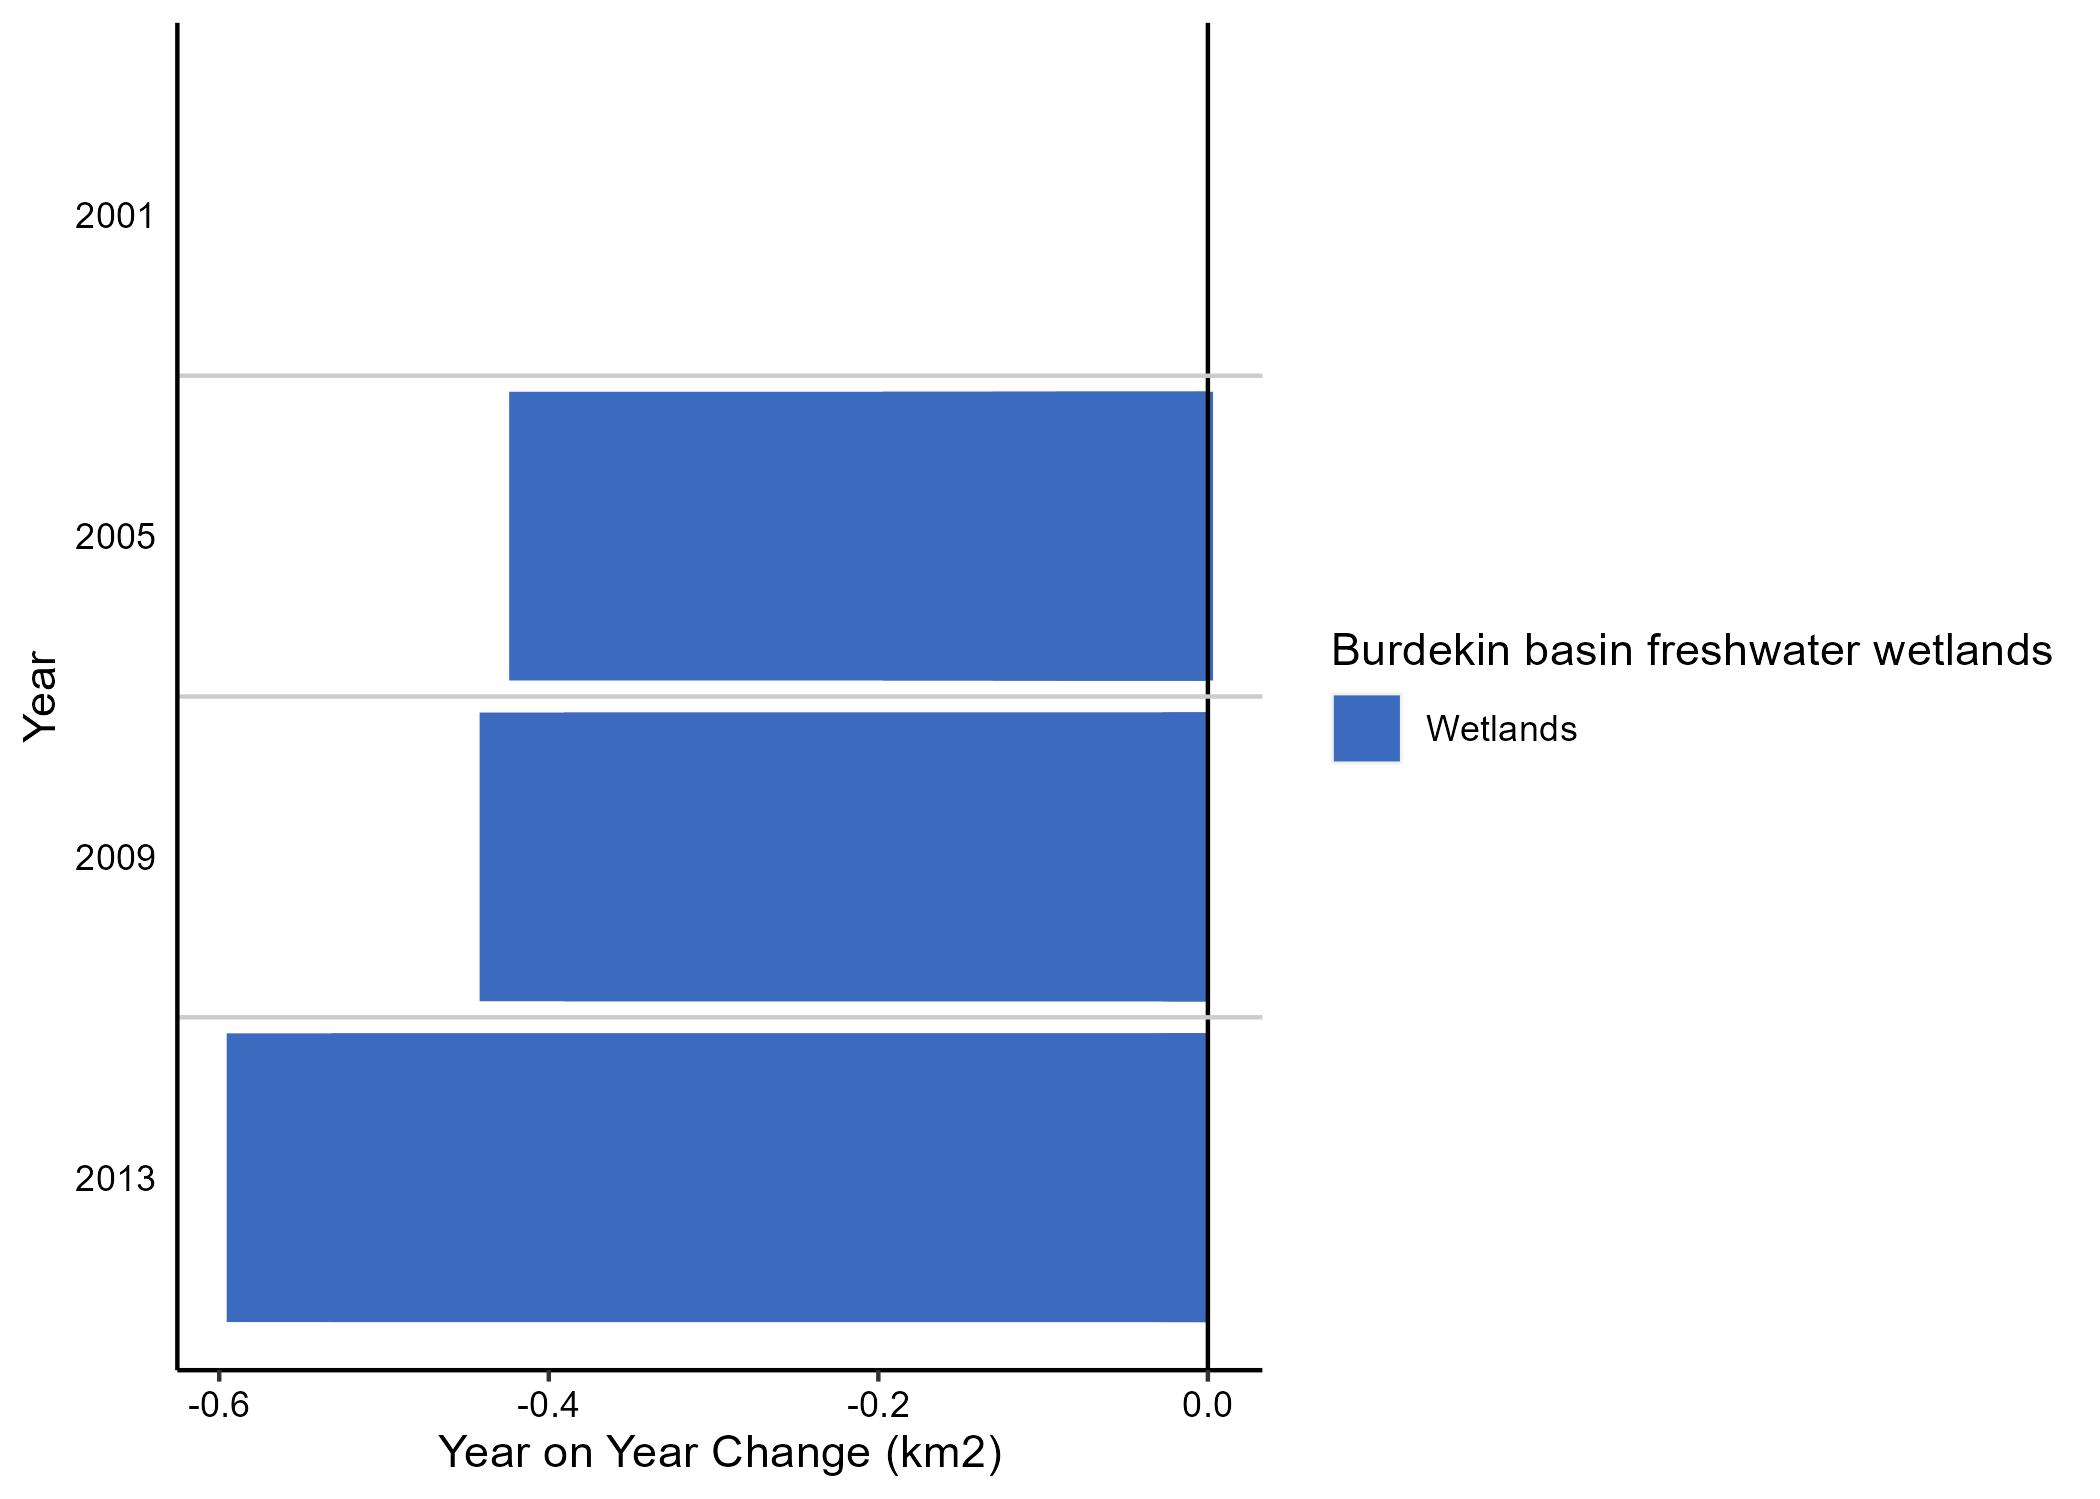 2001
2005
2009
2013
Year
-0.6
-0.4
-0.2
0.0
Year on Year Change (km2)
Burdekin basin freshwater wetlands
Wetlands